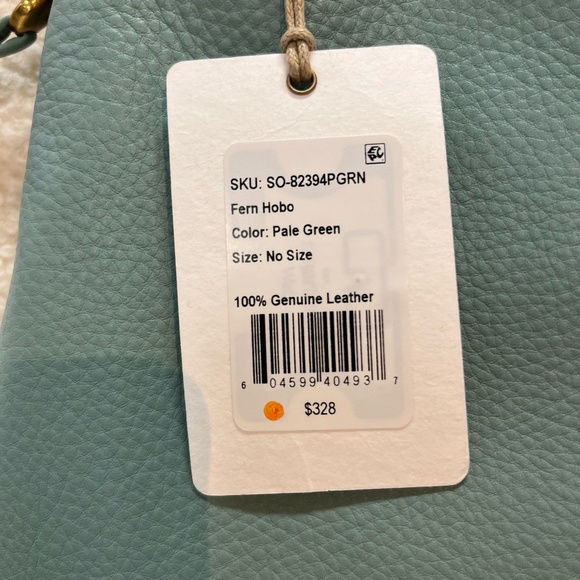 SKU: SO-82394PGRN
Fern Hobo
Color: Pale Green
Size: No Size
100% Genuine Leather
6 04599 40493 7
$328